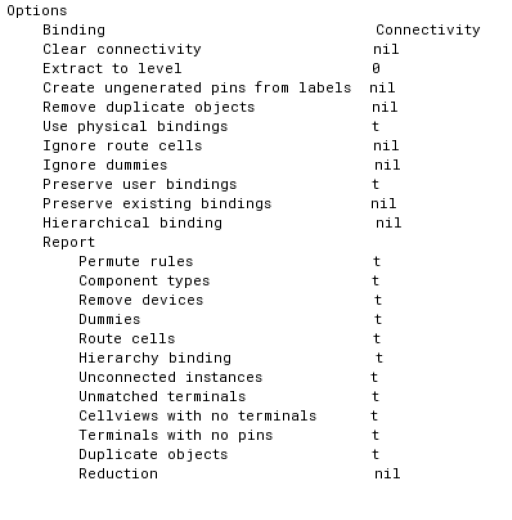 Options
    Binding                              Connectivity
    Clear connectivity                   nil
    Extract to level                     0
    Create ungenerated pins from labels  nil
    Remove duplicate objects             nil
    Use physical bindings                t
    Ignore route cells                   nil
    Ignore dummies                       nil
    Preserve user bindings               t
    Preserve existing bindings           nil
    Hierarchical binding                 nil
    Report
        Permute rules                    t
        Component types                  t
        Remove devices                   t
        Dummies                          t
        Route cells                      t
        Hierarchy binding                t
        Unconnected instances            t
        Unmatched terminals              t
        Cellviews with no terminals      t
        Terminals with no pins           t
        Duplicate objects                t
        Reduction                        nil